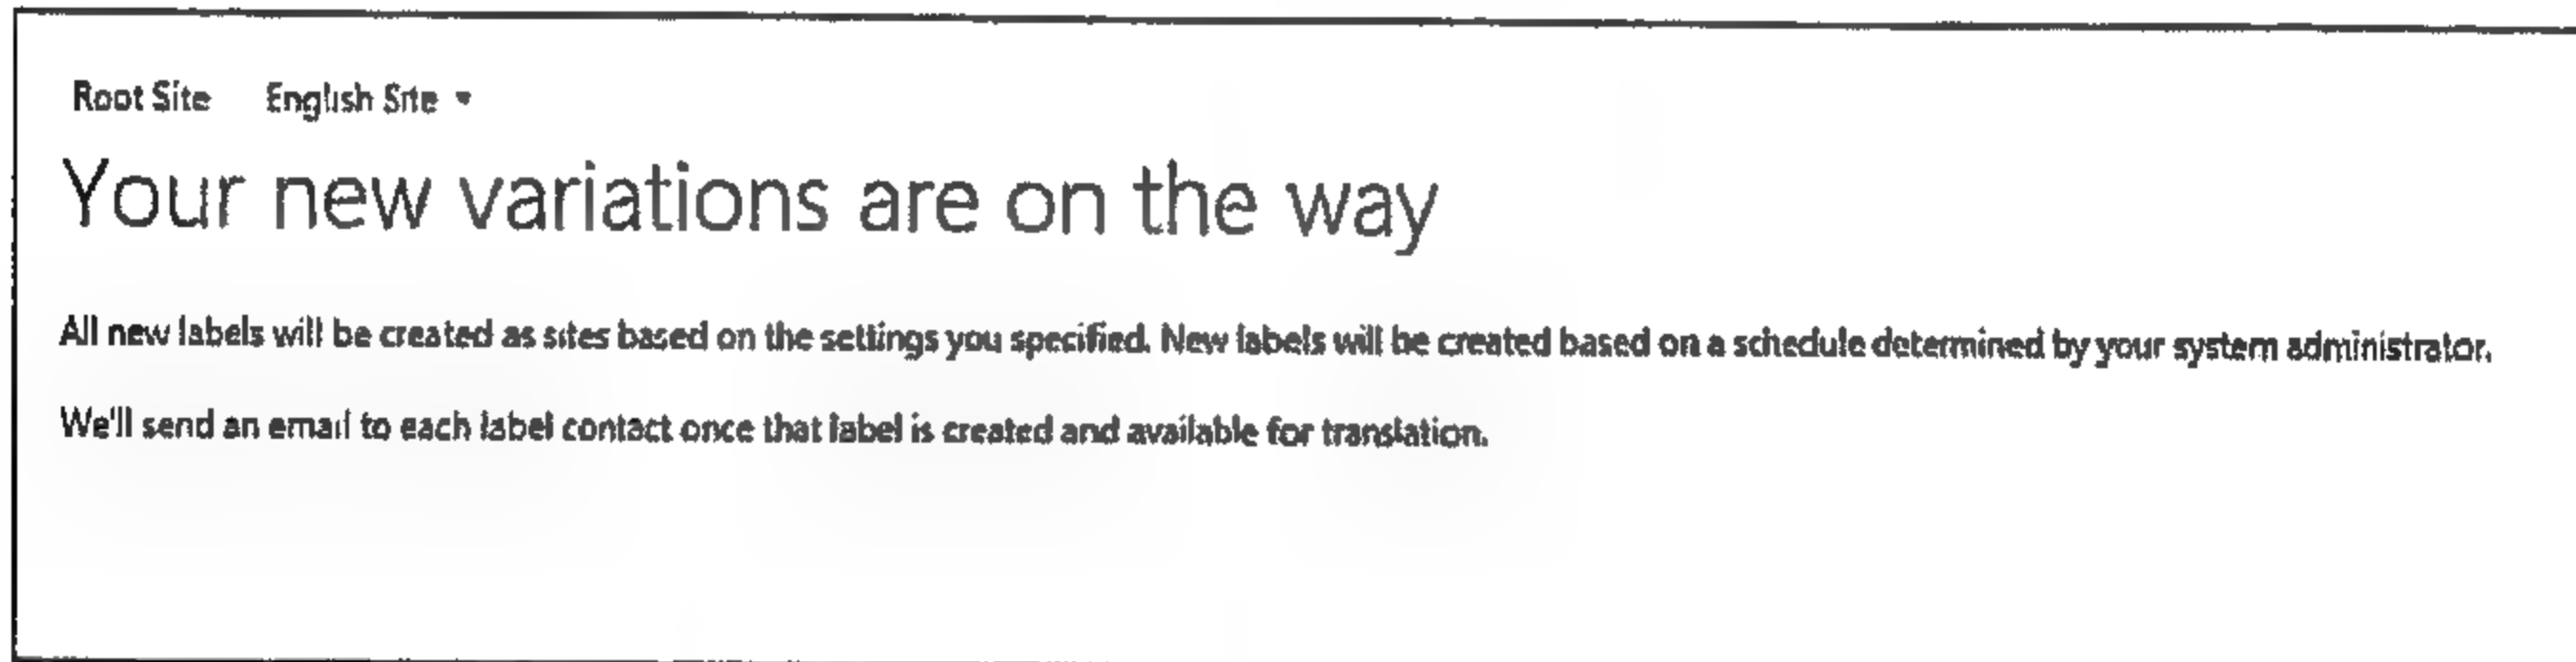 Root Site English Site
Your new variations are on the way
All new labels will be created as sites based on the settings you specified. New labels will be created based on a schedule determined by your system administrator.
We'll send an email to each label contact once that label is created and available for translation.